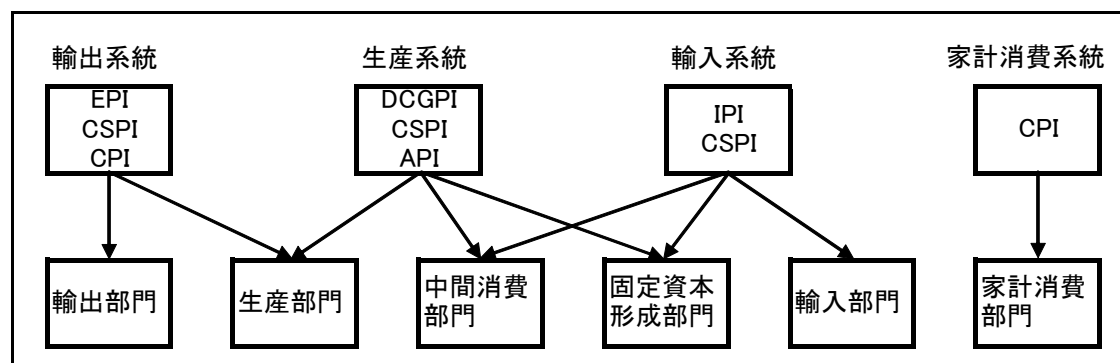 輸出系統
生産系統
輸入系統
家計消費系統
EPI
CSPI
CPI
DCGPI
CSPI
API
IPI
CSPI
CPI
輸出部門
生産部門
中間消費
部門
固定資本
形成部門
輸入部門
家計消費
部門